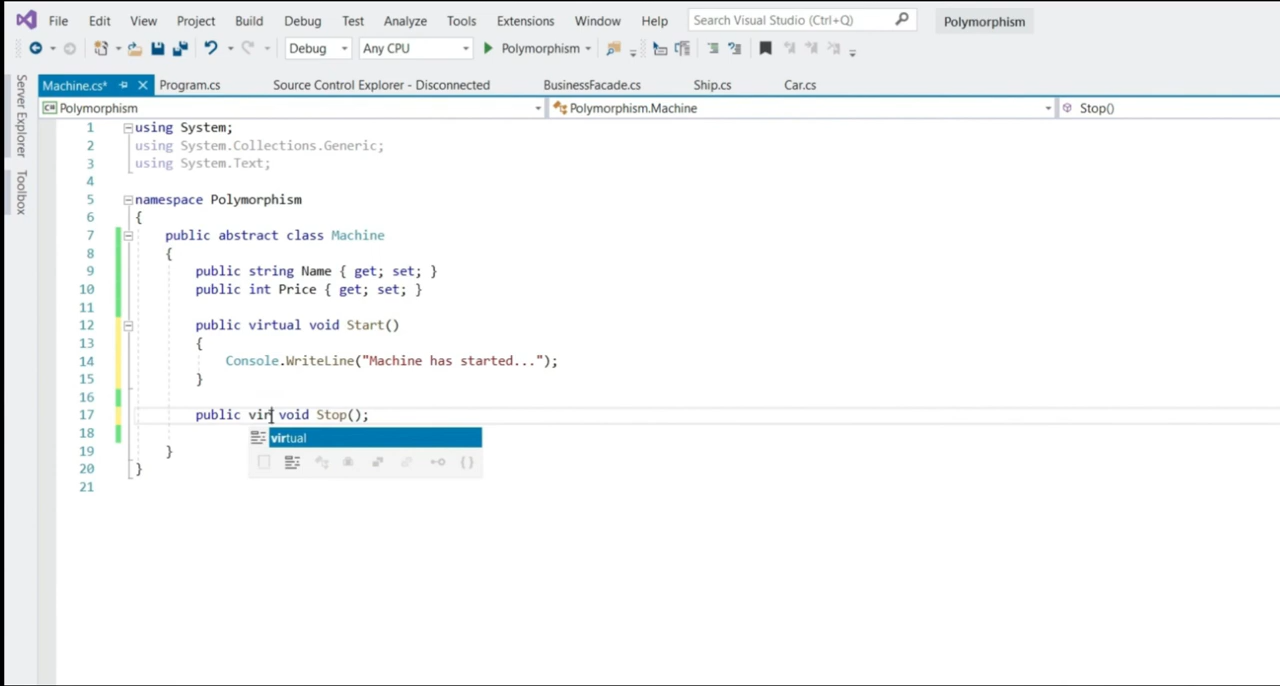 File Edit View Project Build Debug Test Analyze Tools Extensions Window Help Search Visual Studio (Ctrl+Q) Polymorphism
Debug Any CPU Polymorphism
Machine.cs* Program.cs Source Control Explorer - Disconnected BusinessFacade.cs Ship.cs Car.cs
Polymorphism Polymorphism.Machine Stop()
Server Explorer
Toolbox
1 using System;
2 using System.Collections.Generic;
3 using System.Text;
4
5 namespace Polymorphism
6 {
7 public abstract class Machine
8 {
9 public string Name { get; set; }
10 public int Price { get; set; }
11
12 public virtual void Start()
13 {
14 Console.WriteLine("Machine has started...");
15 }
16
17 public vir void Stop();
virtual
18
19 }
20 }
21